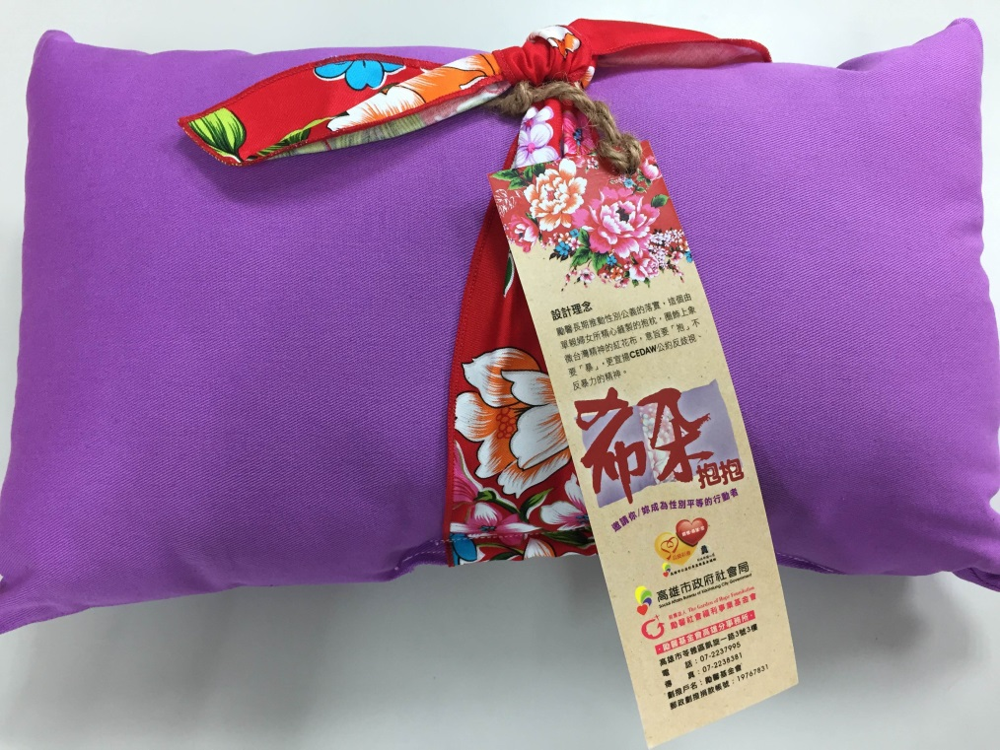 設計理念
勵馨長期推動性別公義的落實，這個由
單親婦女所精心縫製的抱枕，圈飾上象
微台灣精神的紅花布，意旨要「抱」不
要「暴」，更宣揚CEDAW公約反歧視、
反暴力的精神。
希朵
抱抱
邀請你/妳成為性別平等的行動者
高雄市政府社會局
Social Affairs Bureau of Kaohsiung City Government
財團法人 The Garden of Hope Foundation
勵馨社會福利事業基金會
勵馨基金會高雄分事務所
高雄市苓雅區凱旋一路3號3樓
電 話：07-2237995
傳 真：07-2238381
劃撥戶名：勵馨基金會
郵政劃撥捐款帳號：19767831